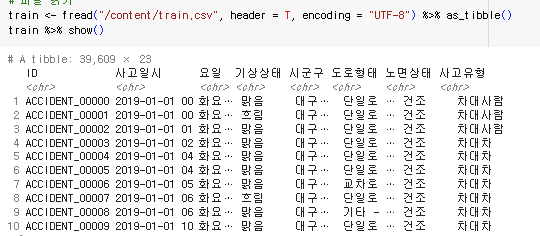 train <- fread("/content/train.csv", header = T, encoding = "UTF-8") %>% as_tibble()
train %>% show()
# A tibble: 39,609 × 23
ID 사고일시 요일 기상상태 시군구 도로형태 노면상태 사고유형
<chr> <chr> <chr> <chr> <chr> <chr> <chr> <chr>
1 ACCIDENT_00000 2019-01-01 00 화요… 맑음 대구… 단일로 … 건조 차대사람
2 ACCIDENT_00001 2019-01-01 00 화요… 흐림 대구… 단일로 … 건조 차대사람
3 ACCIDENT_00002 2019-01-01 01 화요… 맑음 대구… 단일로 … 건조 차대사람
4 ACCIDENT_00003 2019-01-01 02 화요… 맑음 대구… 단일로 … 건조 차대차
5 ACCIDENT_00004 2019-01-01 04 화요… 맑음 대구… 단일로 … 건조 차대차
6 ACCIDENT_00005 2019-01-01 04 화요… 맑음 대구… 단일로 … 건조 차대차
7 ACCIDENT_00006 2019-01-01 05 화요… 맑음 대구… 교차로 … 건조 차대차
8 ACCIDENT_00007 2019-01-01 06 화요… 흐림 대구… 단일로 … 건조 차대차
9 ACCIDENT_00008 2019-01-01 06 화요… 맑음 대구… 기타 - … 건조 차대차
10 ACCIDENT_00009 2019-01-01 10 화요… 맑음 대구… 단일로 … 건조 차대차